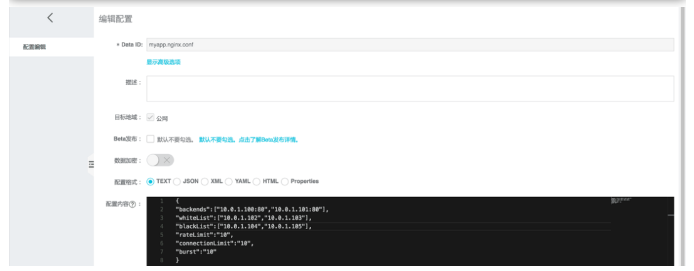 编辑配置
配置编辑
* Data ID: myapp.nginx.conf
显示高级选项
描述：
目标地域： 公网
Beta发布： 默认不要勾选。 默认不要勾选。点击了解Beta发布详情。
数据加密：
配置格式： TEXT JSON XML YAML HTML Properties
配置内容?：
1 {
2 "backends":["10.0.1.100:80","10.0.1.101:80"],
3 "whiteList":["10.0.1.102","10.0.1.103"],
4 "blackList":["10.0.1.104","10.0.1.105"],
5 "rateLimit":"10",
6 "connectionLimit":"10",
7 "burst":"10"
8 }